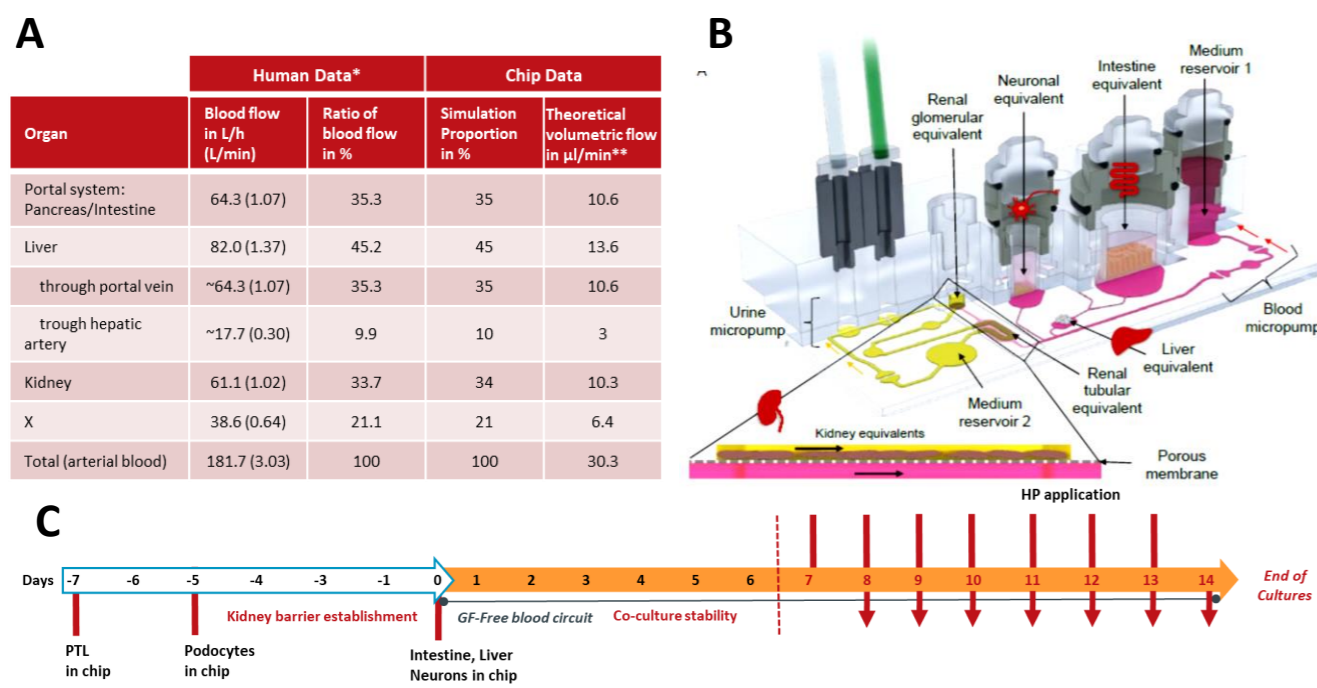 A
Human Data*
Chip Data
Organ
Blood flow
in L/h
(L/min)
Ratio of
blood flow
in %
Simulation
Proportion
in %
Theoretical
volumetric flow
in µl/min**
Portal system:
Pancreas/Intestine
64.3 (1.07)
35.3
35
10.6
Liver
82.0 (1.37)
45.2
45
13.6
through portal vein
~64.3 (1.07)
35.3
35
10.6
trough hepatic
artery
~17.7 (0.30)
9.9
10
3
Kidney
61.1 (1.02)
33.7
34
10.3
X
38.6 (0.64)
21.1
21
6.4
Total (arterial blood)
181.7 (3.03)
100
100
30.3
B
Renal
glomerular
equivalent
Neuronal
equivalent
Intestine
equivalent
Medium
reservoir 1
Urine
micropump
Blood
micropump
Liver
equivalent
Renal
tubular
equivalent
Medium
reservoir 2
Kidney equivalents
Porous
membrane
C
HP application
Days
-7
-6
-5
-4
-3
-1
0
1
2
3
4
5
6
7
8
9
10
11
12
13
14
End of
Cultures
Kidney barrier establishment
GF-Free blood circuit
Co-culture stability
PTL
in chip
Podocytes
in chip
Intestine, Liver
Neurons in chip